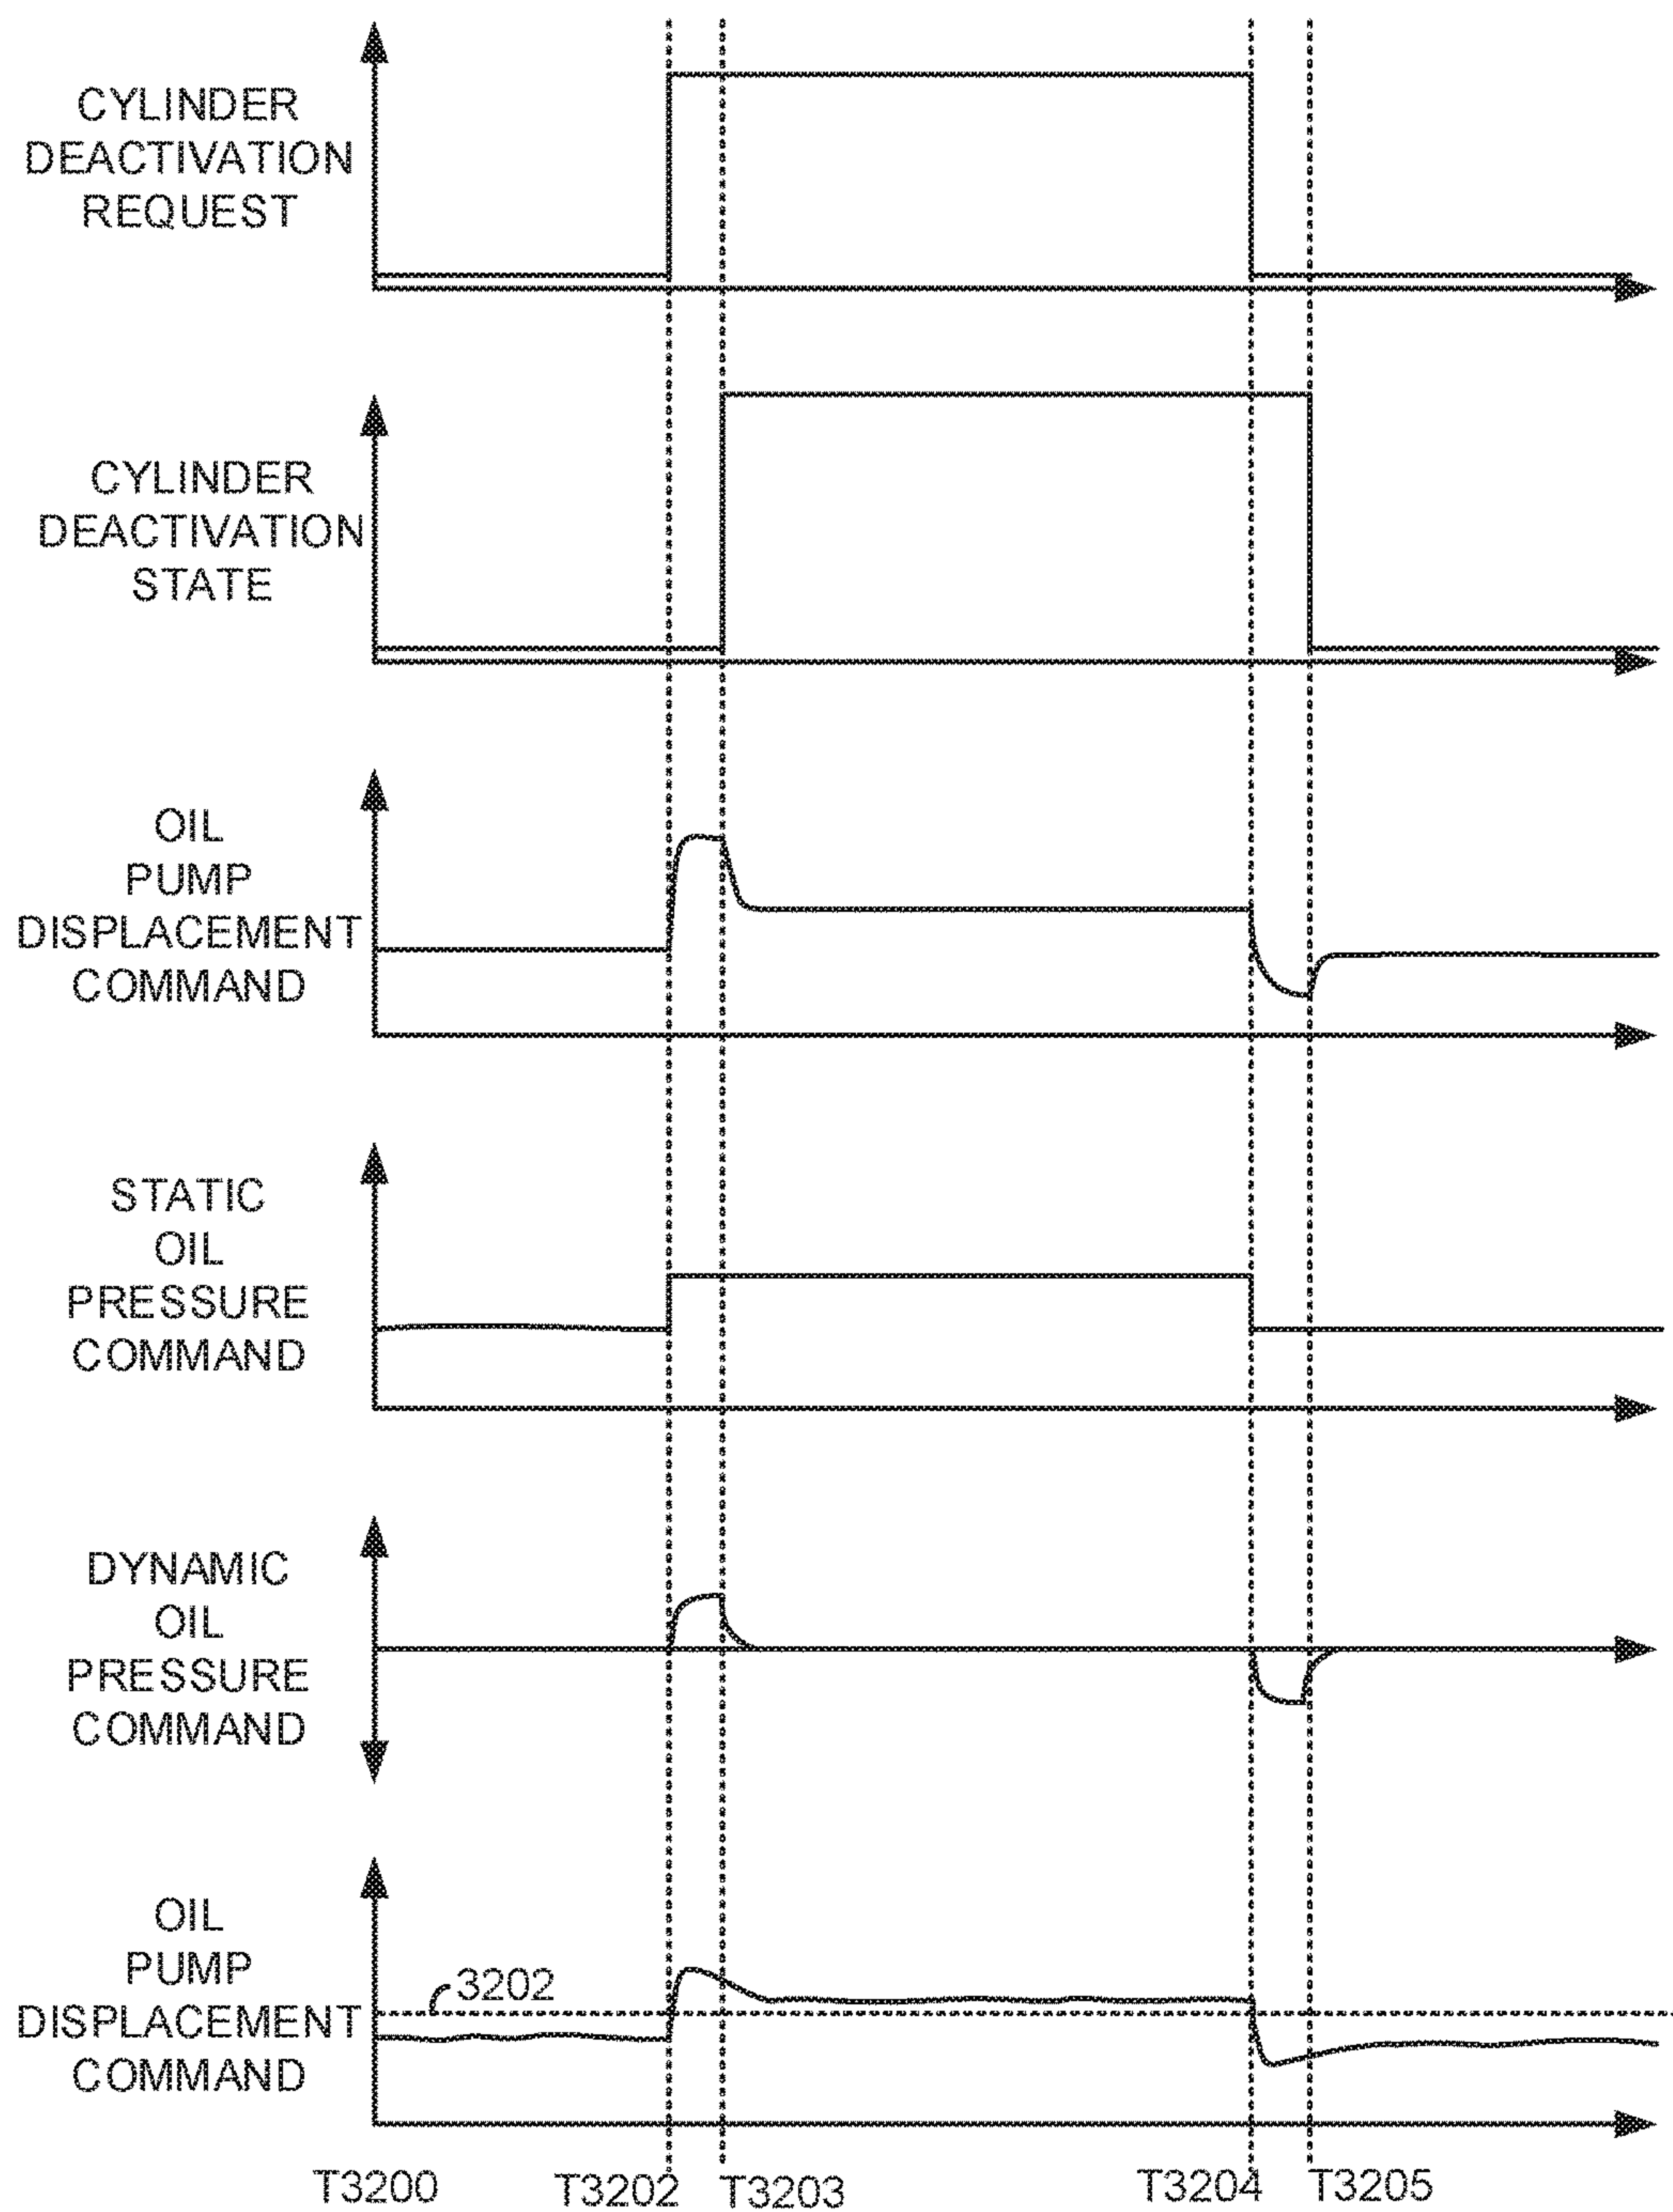 CYLINDER
DEACTIVATION
REQUEST
CYLINDER
DEACTIVATION
STATE
OIL
PUMP
DISPLACEMENT
COMMAND
STATIC
OIL
PRESSURE
COMMAND
DYNAMIC
OIL
PRESSURE
COMMAND
OIL
PUMP
DISPLACEMENT
COMMAND
3202
T3200 T3202 T3203 T3204 T3205